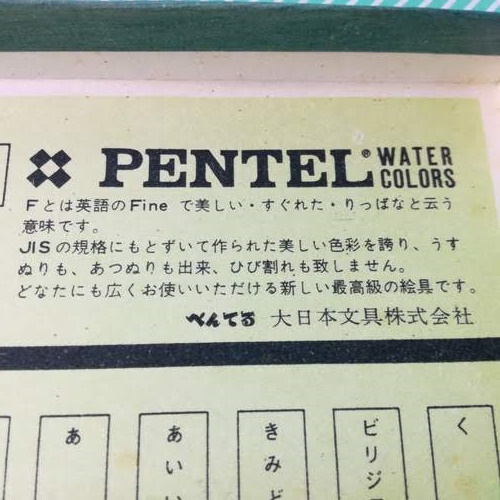 PENTEL® WATER COLORS
Fとは英語のFine で美しい・すぐれた・りっぱなと云う
意味です。
JISの規格にもとずいて作られた美しい色彩を誇り、うす
ぬりも、あつぬりも出来、ひび割れも致しません。
どなたにも広くお使いいただける新しい最高級の絵具です。
ぺんてる 大日本文具株式会社
あ
あいい
きみど
ビリジ
く